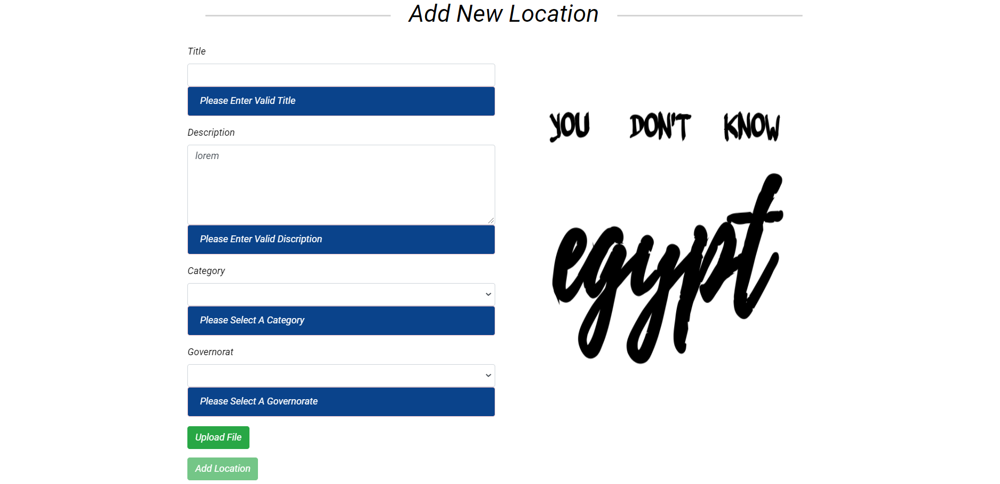 Add New Location
Title
Please Enter Valid Title
Description
lorem
Please Enter Valid Discription
Category
Please Select A Category
Governorat
Please Select A Governorate
Upload File
Add Location
YOU DON'T KNOW
egypt